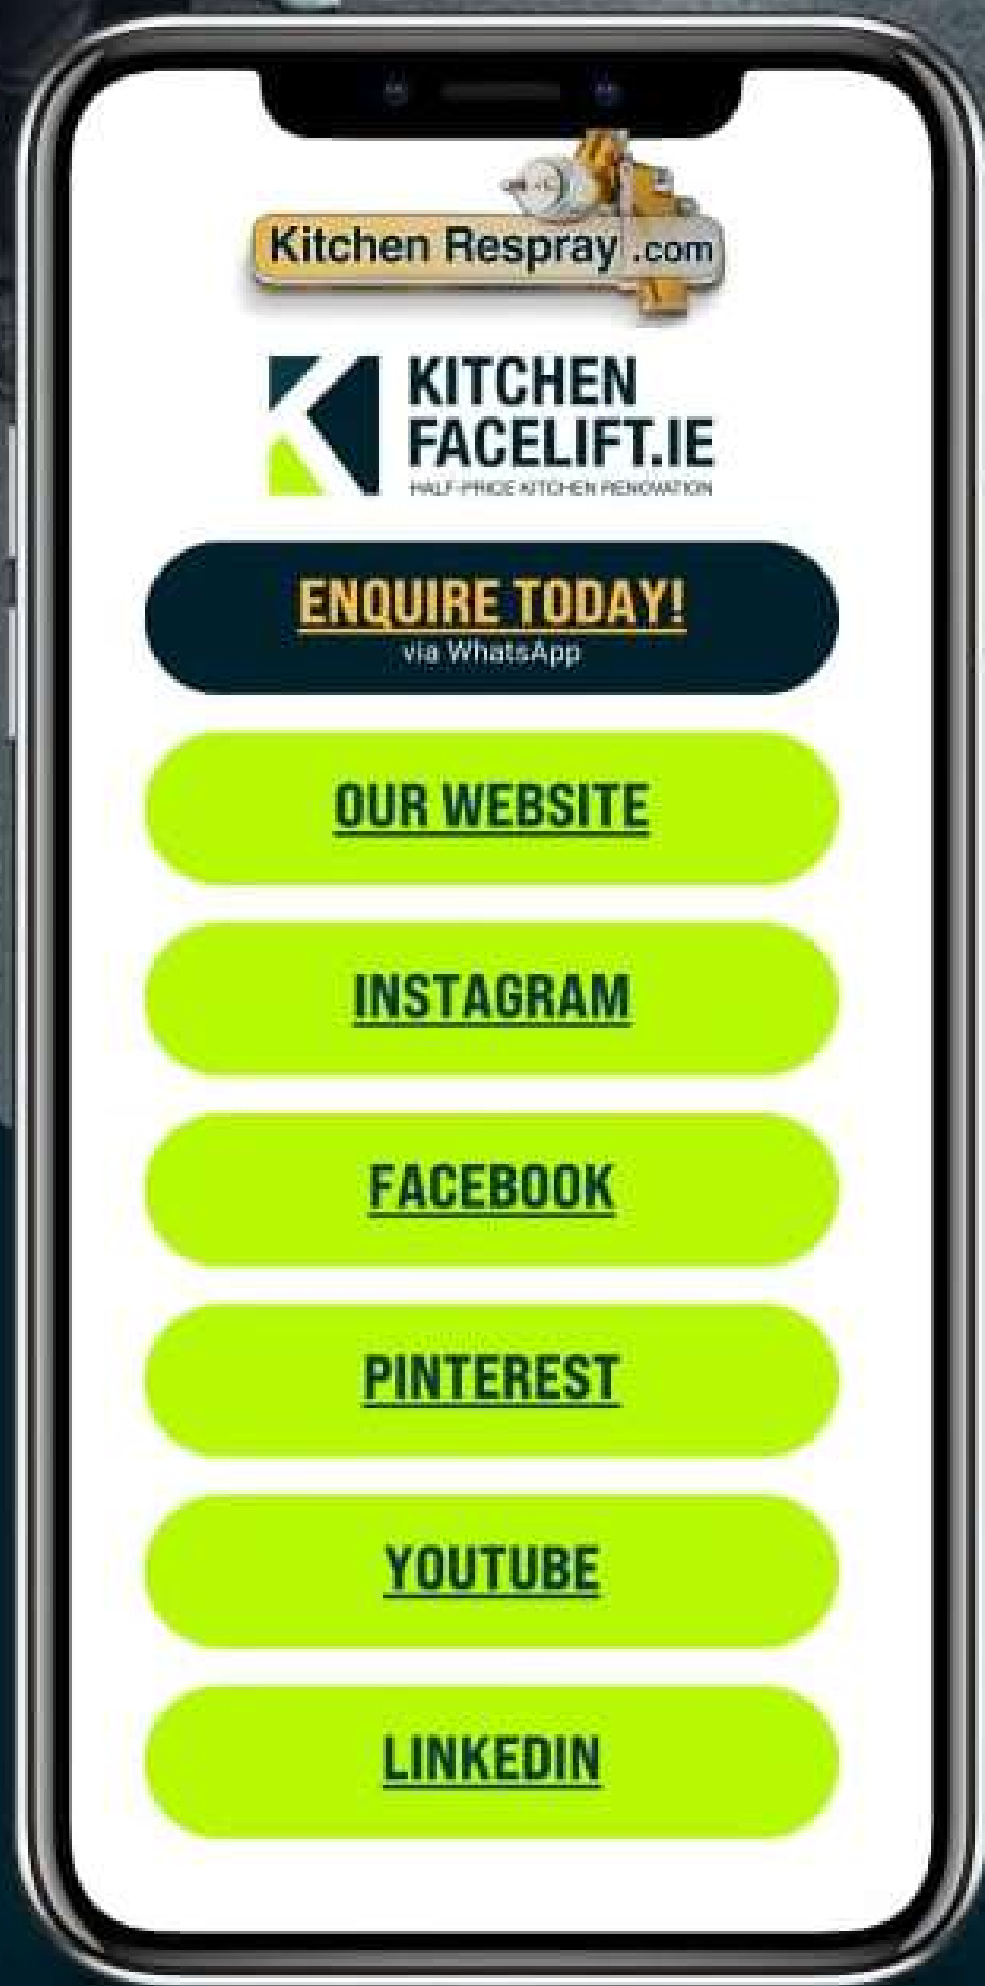 Kitchen Respray .com
KITCHEN
FACELIFT.IE
HALF-PRICE KITCHEN RENOVATION
ENQUIRE TODAY!
via WhatsApp
OUR WEBSITE
INSTAGRAM
FACEBOOK
PINTEREST
YOUTUBE
LINKEDIN